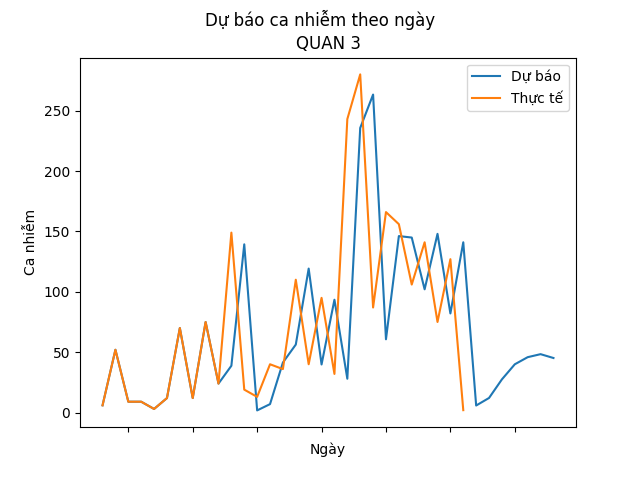 Dự báo ca nhiễm theo ngày
QUAN 3
Dự báo
Thực tế
Ca nhiễm
250
200
150
100
50
0
Ngày